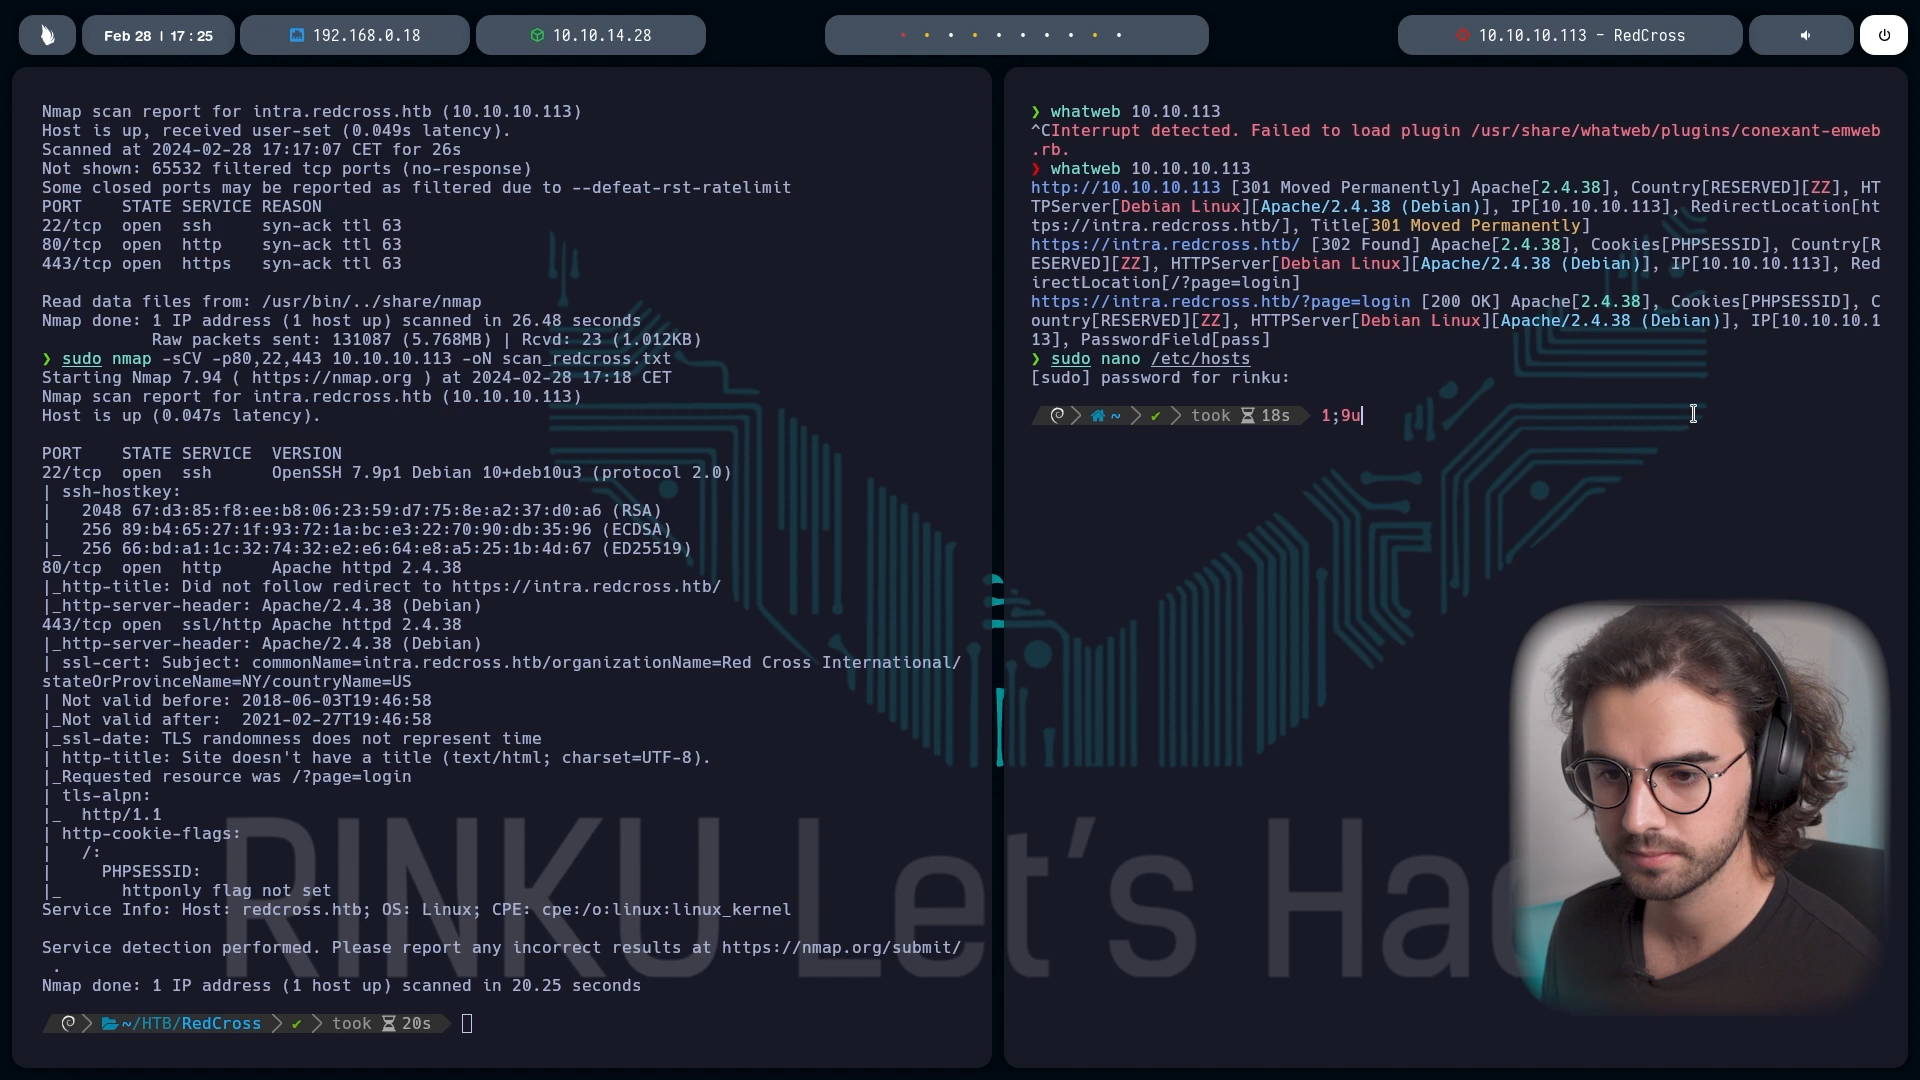 Feb 28 | 17 : 25
192.168.0.18
10.10.14.28
10.10.10.113 - RedCross
Nmap scan report for intra.redcross.htb (10.10.10.113)
Host is up, received user-set (0.049s latency).
Scanned at 2024-02-28 17:17:07 CET for 26s
Not shown: 65532 filtered tcp ports (no-response)
Some closed ports may be reported as filtered due to --defeat-rst-ratelimit
PORT    STATE SERVICE REASON
22/tcp  open  ssh     syn-ack ttl 63
80/tcp  open  http    syn-ack ttl 63
443/tcp open  https   syn-ack ttl 63
Read data files from: /usr/bin/../share/nmap
Nmap done: 1 IP address (1 host up) scanned in 26.48 seconds
           Raw packets sent: 131087 (5.768MB) | Rcvd: 23 (1.012KB)
❯ sudo nmap -sCV -p80,22,443 10.10.10.113 -oN scan_redcross.txt
Starting Nmap 7.94 ( https://nmap.org ) at 2024-02-28 17:18 CET
Nmap scan report for intra.redcross.htb (10.10.10.113)
Host is up (0.047s latency).
PORT    STATE SERVICE  VERSION
22/tcp  open  ssh      OpenSSH 7.9p1 Debian 10+deb10u3 (protocol 2.0)
| ssh-hostkey:
|   2048 67:d3:85:f8:ee:b8:06:23:59:d7:75:8e:a2:37:d0:a6 (RSA)
|   256 89:b4:65:27:1f:93:72:1a:bc:e3:22:70:90:db:35:96 (ECDSA)
|_  256 66:bd:a1:1c:32:74:32:e2:e6:64:e8:a5:25:1b:4d:67 (ED25519)
80/tcp  open  http     Apache httpd 2.4.38
|_http-title: Did not follow redirect to https://intra.redcross.htb/
|_http-server-header: Apache/2.4.38 (Debian)
443/tcp open  ssl/http Apache httpd 2.4.38
|_http-server-header: Apache/2.4.38 (Debian)
| ssl-cert: Subject: commonName=intra.redcross.htb/organizationName=Red Cross International/
stateOrProvinceName=NY/countryName=US
| Not valid before: 2018-06-03T19:46:58
|_Not valid after:  2021-02-27T19:46:58
|_ssl-date: TLS randomness does not represent time
| http-title: Site doesn't have a title (text/html; charset=UTF-8).
|_Requested resource was /?page=login
| tls-alpn:
|_  http/1.1
| http-cookie-flags:
|   /:
|     PHPSESSID:
|_      httponly flag not set
Service Info: Host: redcross.htb; OS: Linux; CPE: cpe:/o:linux:linux_kernel
Service detection performed. Please report any incorrect results at https://nmap.org/submit/
 .
Nmap done: 1 IP address (1 host up) scanned in 20.25 seconds
~/HTB/RedCross ✔ took 20s
❯ whatweb 10.10.113
^CInterrupt detected. Failed to load plugin /usr/share/whatweb/plugins/conexant-emweb
.rb.
❯ whatweb 10.10.10.113
http://10.10.10.113 [301 Moved Permanently] Apache[2.4.38], Country[RESERVED][ZZ], HT
TPServer[Debian Linux][Apache/2.4.38 (Debian)], IP[10.10.10.113], RedirectLocation[ht
tps://intra.redcross.htb/], Title[301 Moved Permanently]
https://intra.redcross.htb/ [302 Found] Apache[2.4.38], Cookies[PHPSESSID], Country[R
ESERVED][ZZ], HTTPServer[Debian Linux][Apache/2.4.38 (Debian)], IP[10.10.10.113], Red
irectLocation[/?page=login]
https://intra.redcross.htb/?page=login [200 OK] Apache[2.4.38], Cookies[PHPSESSID], C
ountry[RESERVED][ZZ], HTTPServer[Debian Linux][Apache/2.4.38 (Debian)], IP[10.10.10.1
13], PasswordField[pass]
❯ sudo nano /etc/hosts
[sudo] password for rinku:
~ ✔ took 18s 1;9u
RINKU Let's Hac